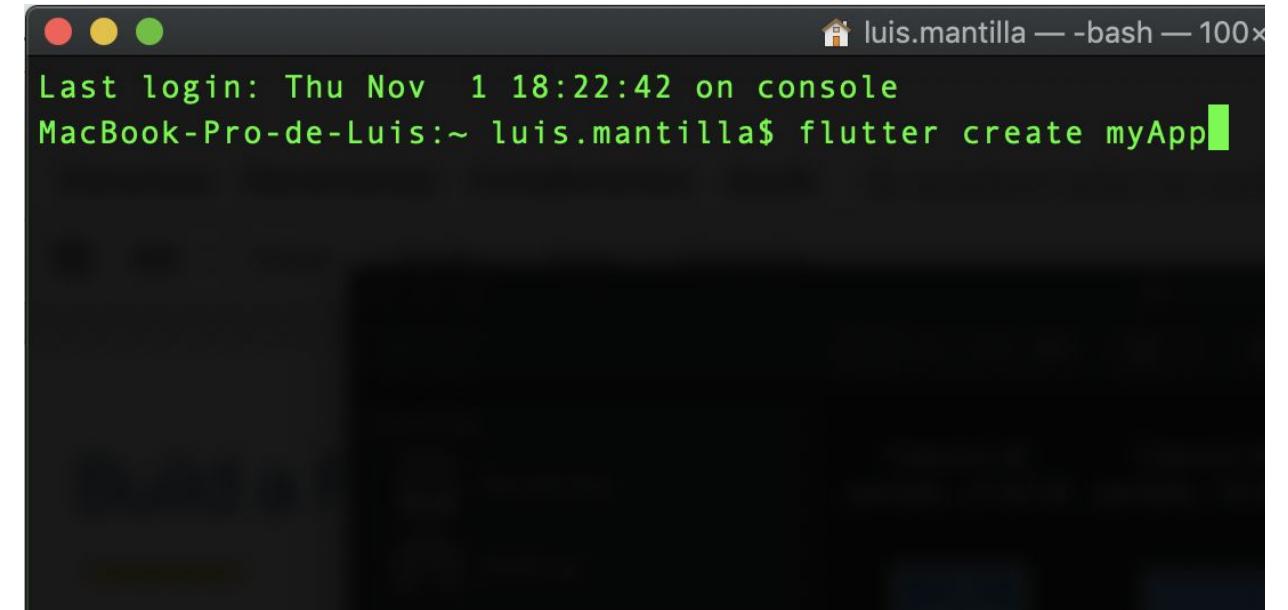 luis.mantilla — -bash — 100×
Last login: Thu Nov  1 18:22:42 on console
MacBook-Pro-de-Luis:~ luis.mantilla$ flutter create myApp
Build a